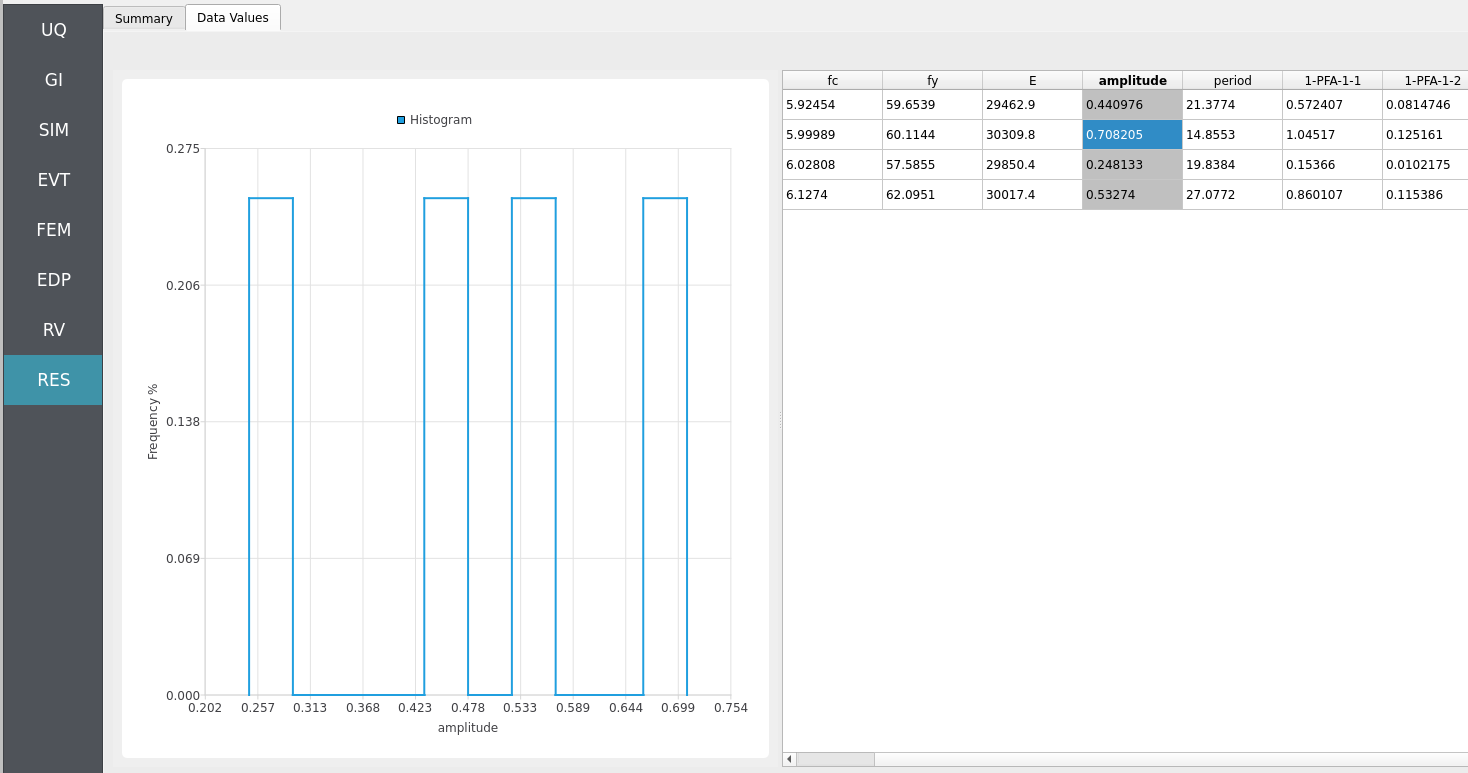 UQ
GI
SIM
EVT
FEM
EDP
RV
RES
Summary
Data Values
Histogram
0.275
0.206
0.138
0.069
0.000
Frequency %
0.202 0.257 0.313 0.368 0.423 0.478 0.533 0.589 0.644 0.699 0.754
amplitude
fc fy E amplitude period 1-PFA-1-1 1-PFA-1-2
5.92454 59.6539 29462.9 0.440976 21.3774 0.572407 0.0814746
5.99989 60.1144 30309.8 0.708205 14.8553 1.04517 0.125161
6.02808 57.5855 29850.4 0.248133 19.8384 0.15366 0.0102175
6.1274 62.0951 30017.4 0.53274 27.0772 0.860107 0.115386